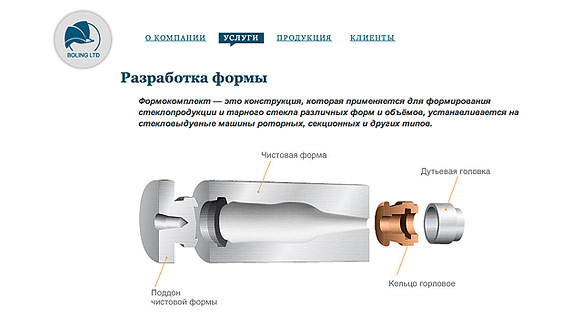 BOLING LTD
О КОМПАНИИ УСЛУГИ ПРОДУКЦИЯ КЛИЕНТЫ
Разработка формы
Формокомплект — это конструкция, которая применяется для формирования
стеклопродукции и тарного стекла различных форм и объёмов, устанавливается на
стекловыдувные машины роторных, секционных и других типов.
Чистовая форма
Дутьевая головка
Кольцо горловое
Поддон
чистовой формы